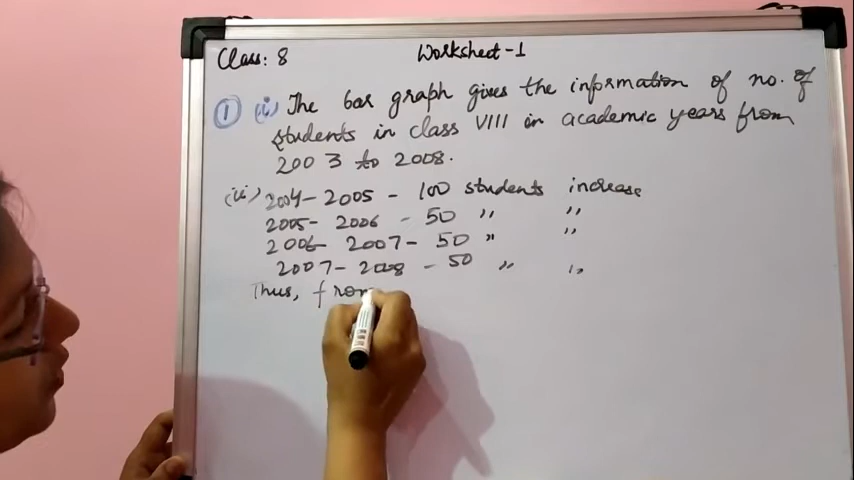 Class: 8
Worksheet-1
1 (i) The bar graph gives the information of no. of
students in class VIII in academic years from
2003 to 2008.
(ii) 2004-2005 - 100 students increase
2005- 2006 - 50 " "
2006- 2007- 50 " "
2007- 2008 - 50 " "
Thus, from